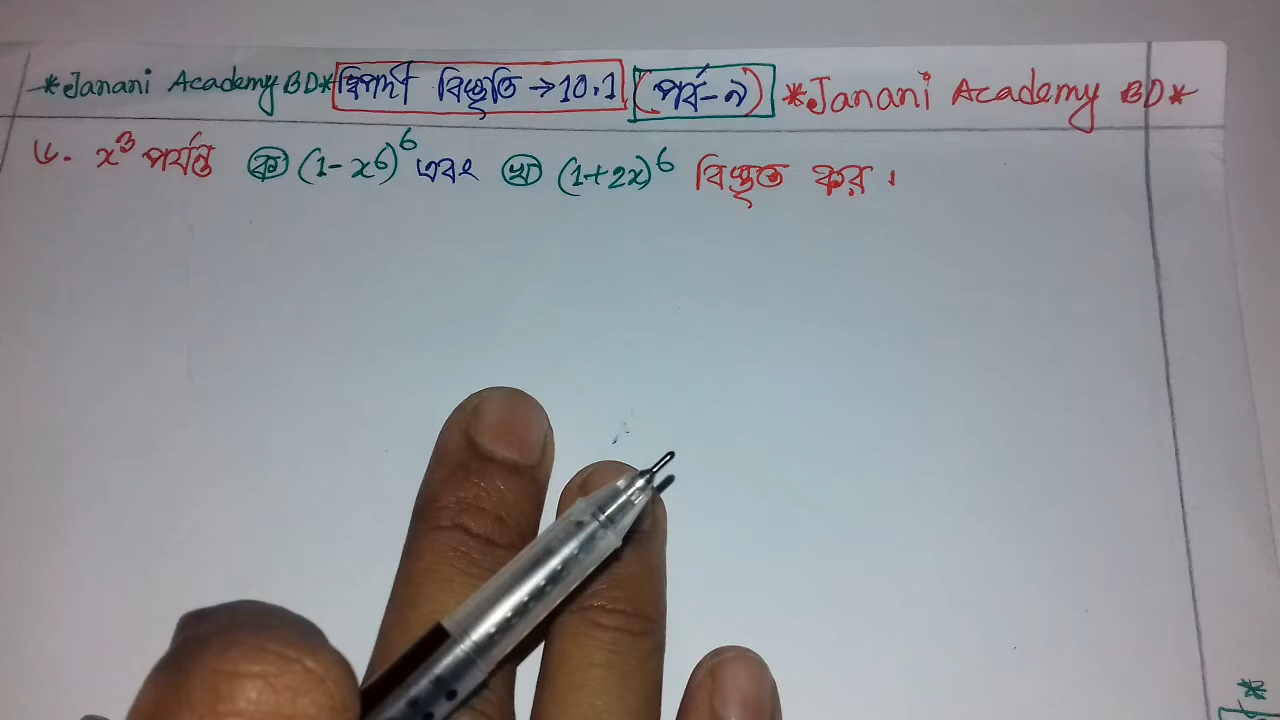 *Janani Academy BD* দ্বিপদী বিস্তৃতি →10.1 (পর্ব-৯) *Janani Academy BD*
৬. x³ পর্যন্ত ক (1-x6)⁶ এবং খ (1+2x)⁶ বিস্তৃত কর।
*